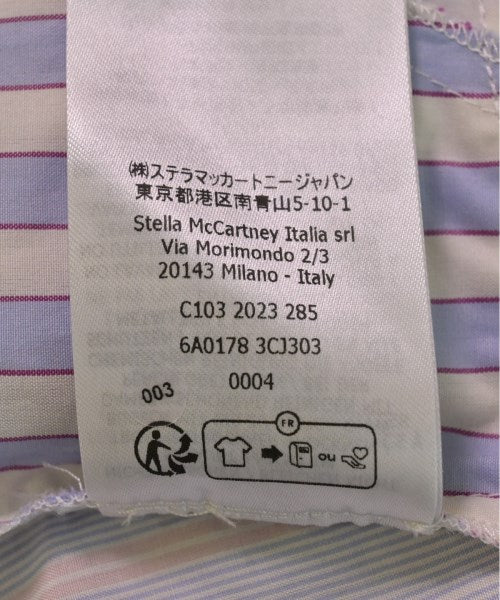 (株)ステラマッカートニージャパン
東京都港区南青山5-10-1
Stella McCartney Italia srl
Via Morimondo 2/3
20143 Milano - Italy
C103 2023 285
6A0178 3CJ303
003 0004
FR
ou